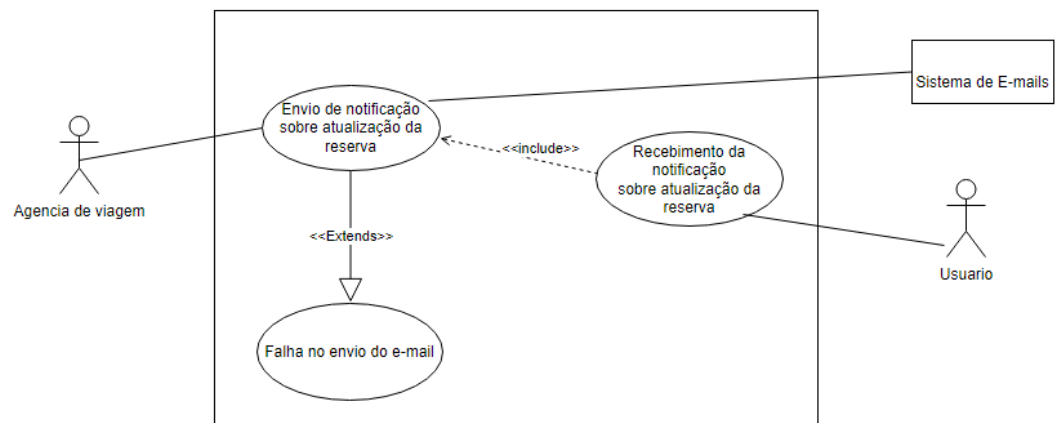 Envio de notificação
sobre atualização da
reserva
Sistema de E-mails
<<include>>
Recebimento da
notificação
sobre atualização da
reserva
Agencia de viagem
<<Extends>>
Usuario
Falha no envio do e-mail